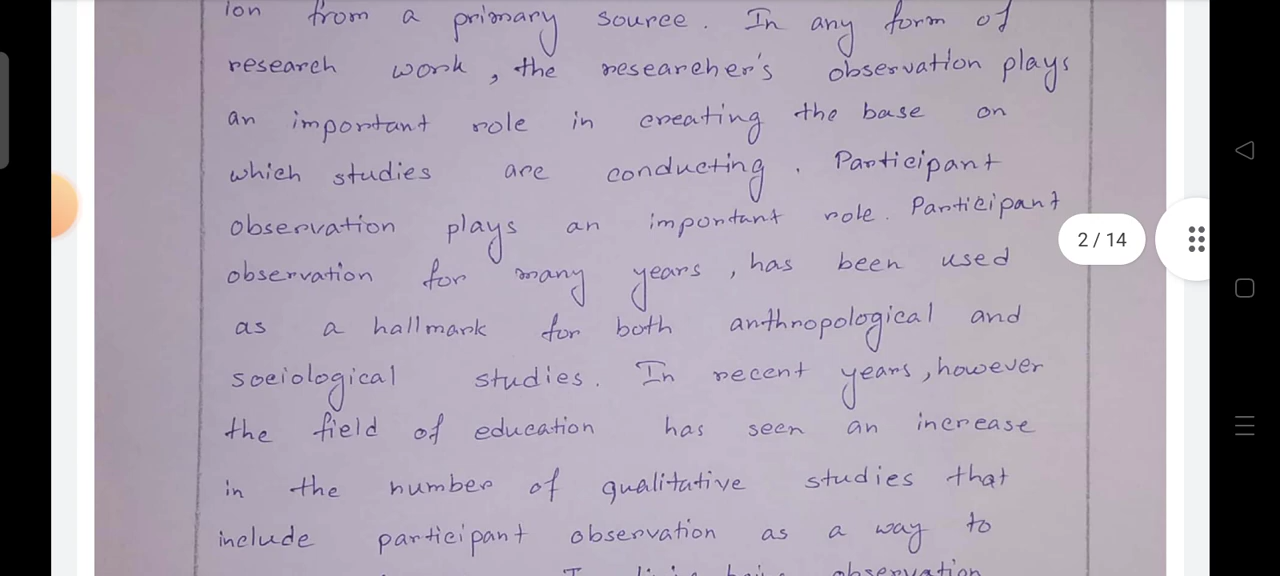 ion from a primary source. In any form of
research work, the researcher's observation plays
an important role in creating the base on
which studies are conducting. Participant
observation plays an important role. Participant
observation for many years, has been used
as a hallmark for both anthropological and
sociological studies. In recent years, however
the field of education has seen an increase
in the number of qualitative studies that
include participant observation as a way to
observation
2 / 14